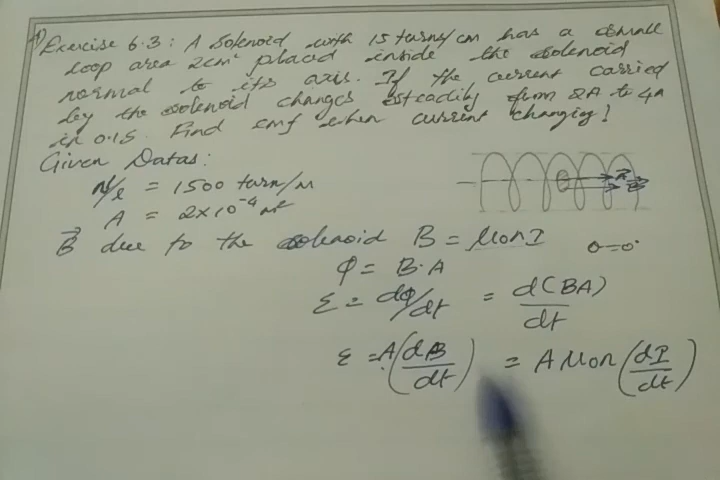 Exercise 6.3: A Solenoid with 15 turns/cm has a small
loop area 2cm² placed inside the solenoid
normal to its axis. If the current carried
by the solenoid changes steadily from 2A to 4A
in 0.1s. Find emf when current changing?
Given Datas:
N/l = 1500 turn/m
A = 2×10⁻⁴ m²
A⃗
B⃗
B⃗ due to the solenoid B = μ₀nI
θ=0°
φ = B·A
ε = dφ/dt = d(BA)/dt
ε = A(dB/dt) = Aμ₀n(dI/dt)